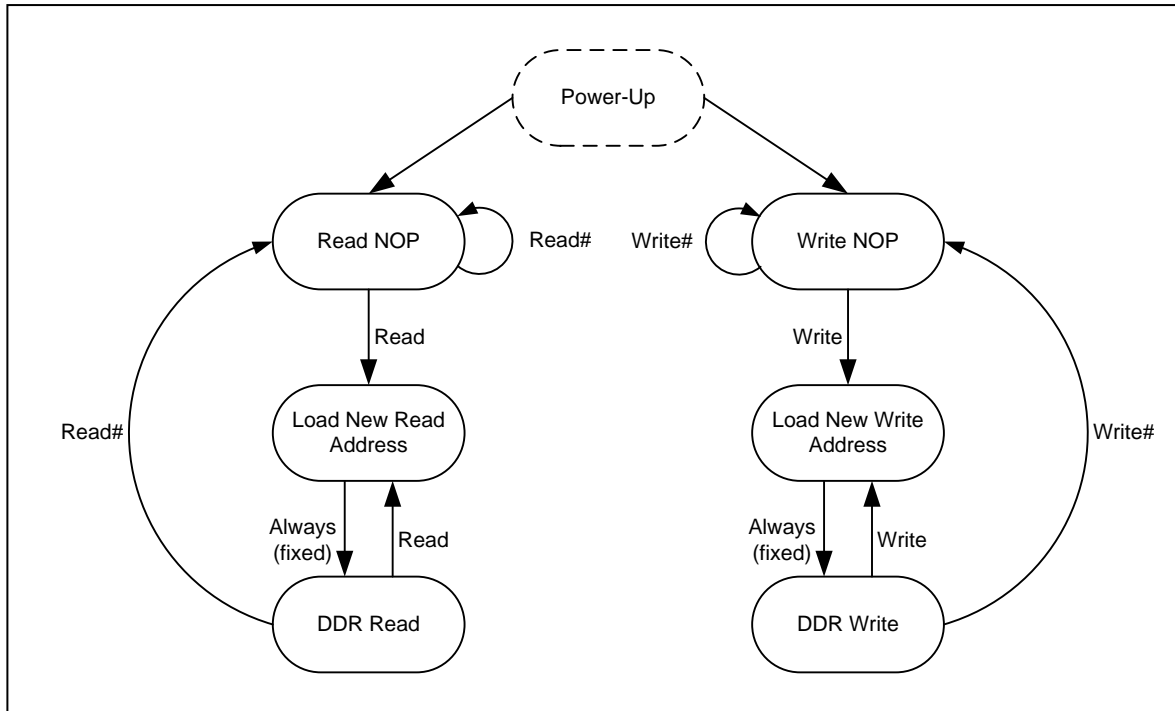 Power-Up
Read NOP
Read#
Write#
Write NOP
Read
Write
Load New Read
Address
Load New Write
Address
Read#
Write#
Always
(fixed)
Read
Always
(fixed)
Write
DDR Read
DDR Write